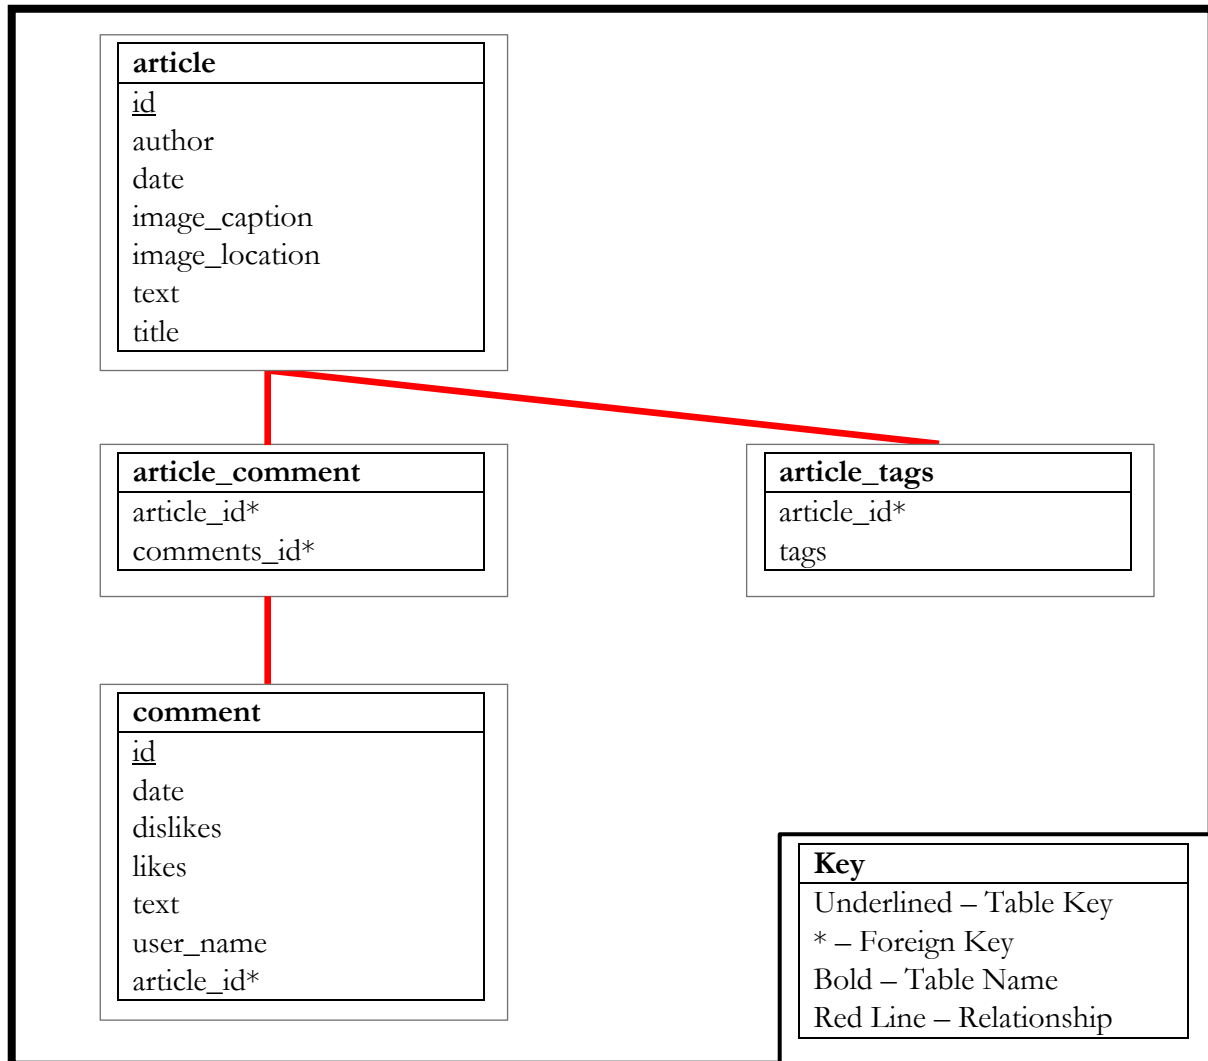 article
id
author
date
image_caption
image_location
text
title
article_comment
article_id*
comments_id*
article_tags
article_id*
tags
comment
id
date
dislikes
likes
text
user_name
article_id*
Key
Underlined – Table Key
* – Foreign Key
Bold – Table Name
Red Line – Relationship